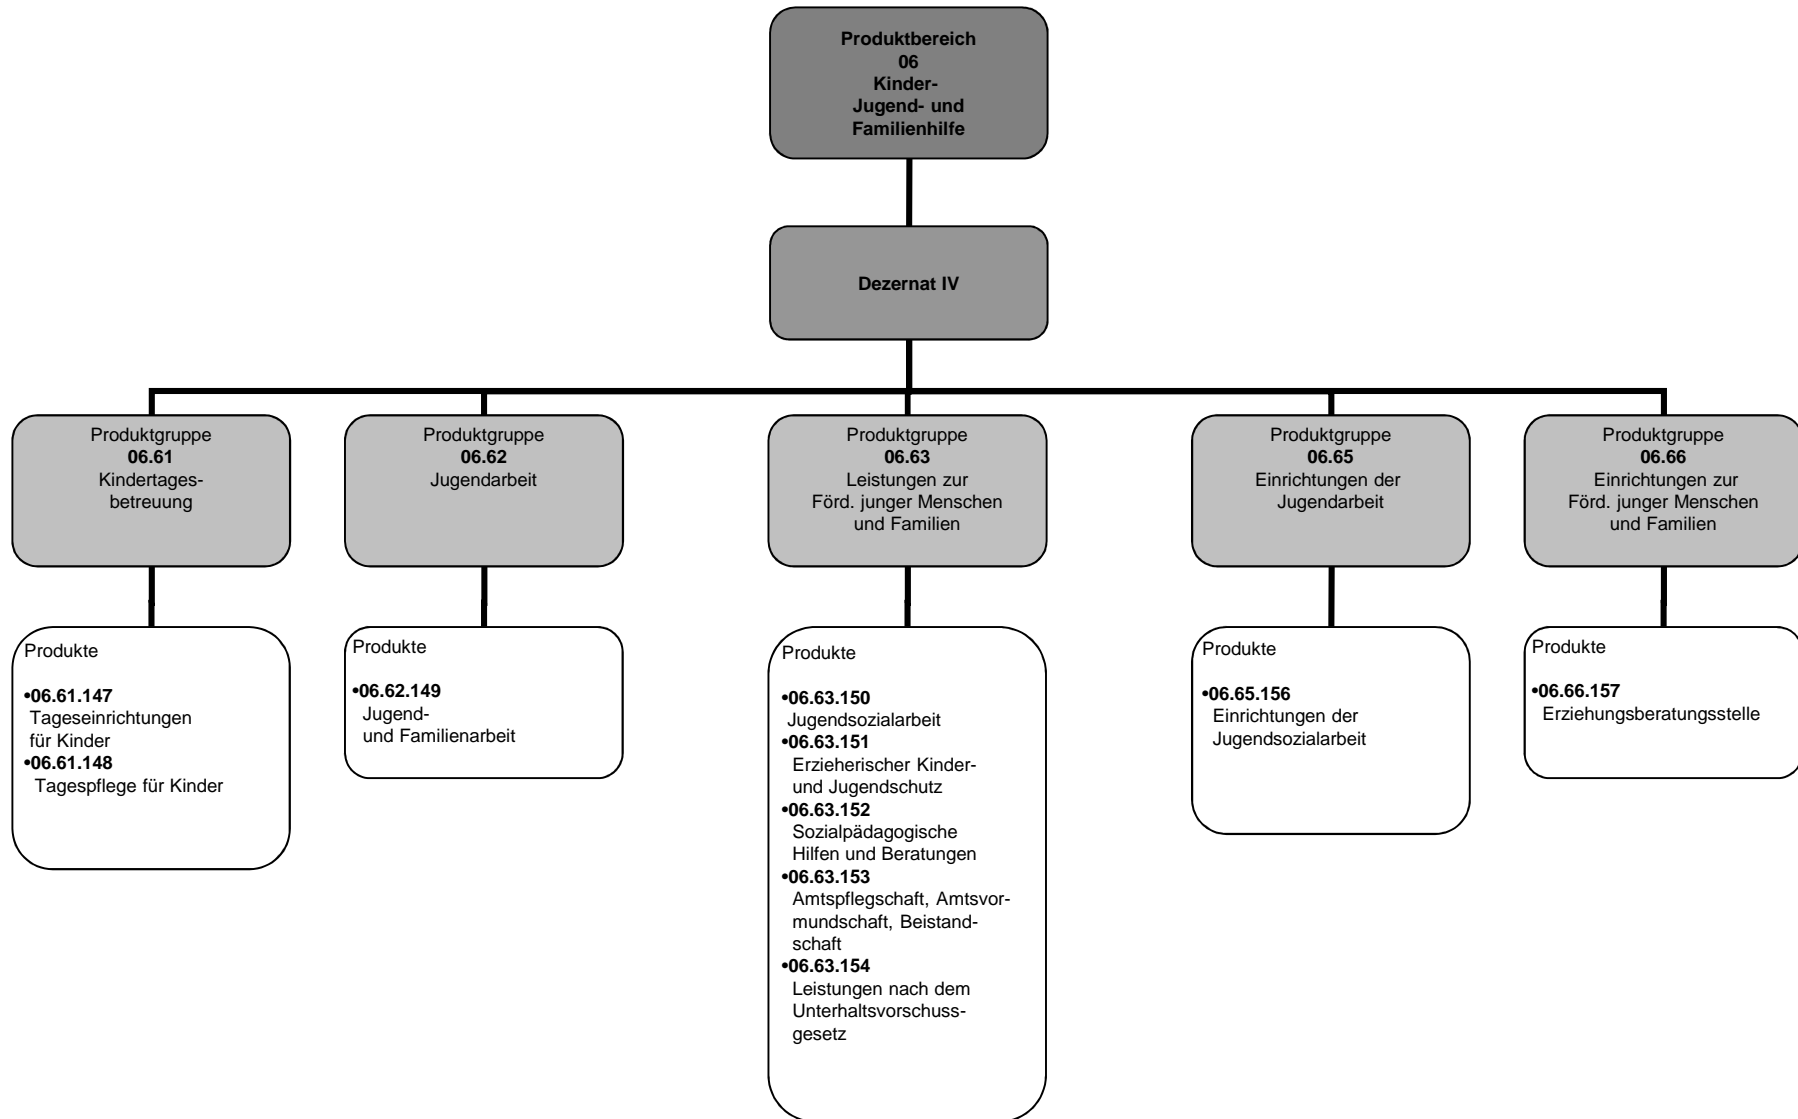 Produktbereich
06
Kinder-
Jugend- und
Familienhilfe
Dezernat IV
Produktgruppe
06.61
Kindertages-
betreuung
Produktgruppe
06.62
Jugendarbeit
Produktgruppe
06.63
Leistungen zur
Förd. junger Menschen
und Familien
Produktgruppe
06.65
Einrichtungen der
Jugendarbeit
Produktgruppe
06.66
Einrichtungen zur
Förd. junger Menschen
und Familien
Produkte
•06.61.147
Tageseinrichtungen
für Kinder
•06.61.148
Tagespflege für Kinder
Produkte
•06.62.149
Jugend-
und Familienarbeit
Produkte
•06.63.150
Jugendsozialarbeit
•06.63.151
Erzieherischer Kinder-
und Jugendschutz
•06.63.152
Sozialpädagogische
Hilfen und Beratungen
•06.63.153
Amtspflegschaft, Amtsvor-
mundschaft, Beistand-
schaft
•06.63.154
Leistungen nach dem
Unterhaltsvorschuss-
gesetz
Produkte
•06.65.156
Einrichtungen der
Jugendsozialarbeit
Produkte
•06.66.157
Erziehungsberatungsstelle